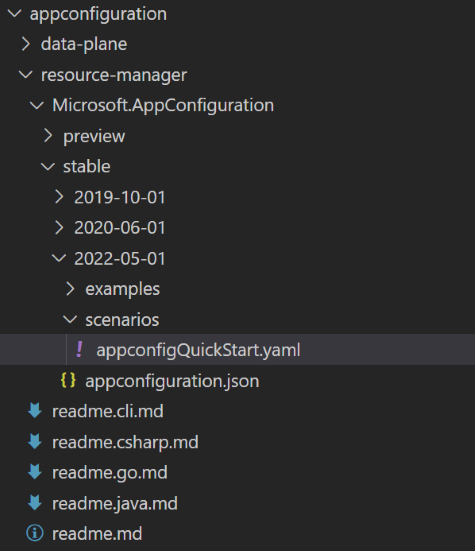 appconfiguration
data-plane
resource-manager
Microsoft.AppConfiguration
preview
stable
2019-10-01
2020-06-01
2022-05-01
examples
scenarios
! appconfigQuickStart.yaml
{} appconfiguration.json
readme.cli.md
readme.csharp.md
readme.go.md
readme.java.md
readme.md